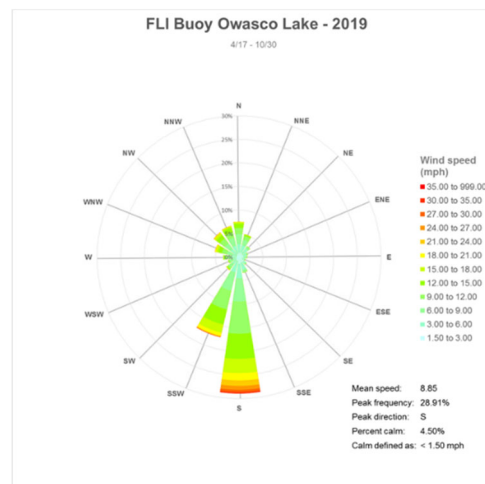 FLI Buoy Owasco Lake - 2019
4/17 - 10/30
N
NNE
NE
ENE
E
ESE
SE
SSE
S
SSW
SW
WSW
W
WNW
NW
NNW
30%
25%
20%
15%
10%
5%
0%
Wind speed
(mph)
35.00 to 999.00
30.00 to 35.00
27.00 to 30.00
24.00 to 27.00
21.00 to 24.00
18.00 to 21.00
15.00 to 18.00
12.00 to 15.00
9.00 to 12.00
6.00 to 9.00
3.00 to 6.00
1.50 to 3.00
Mean speed: 8.85
Peak frequency: 28.91%
Peak direction: S
Percent calm: 4.50%
Calm defined as: < 1.50 mph